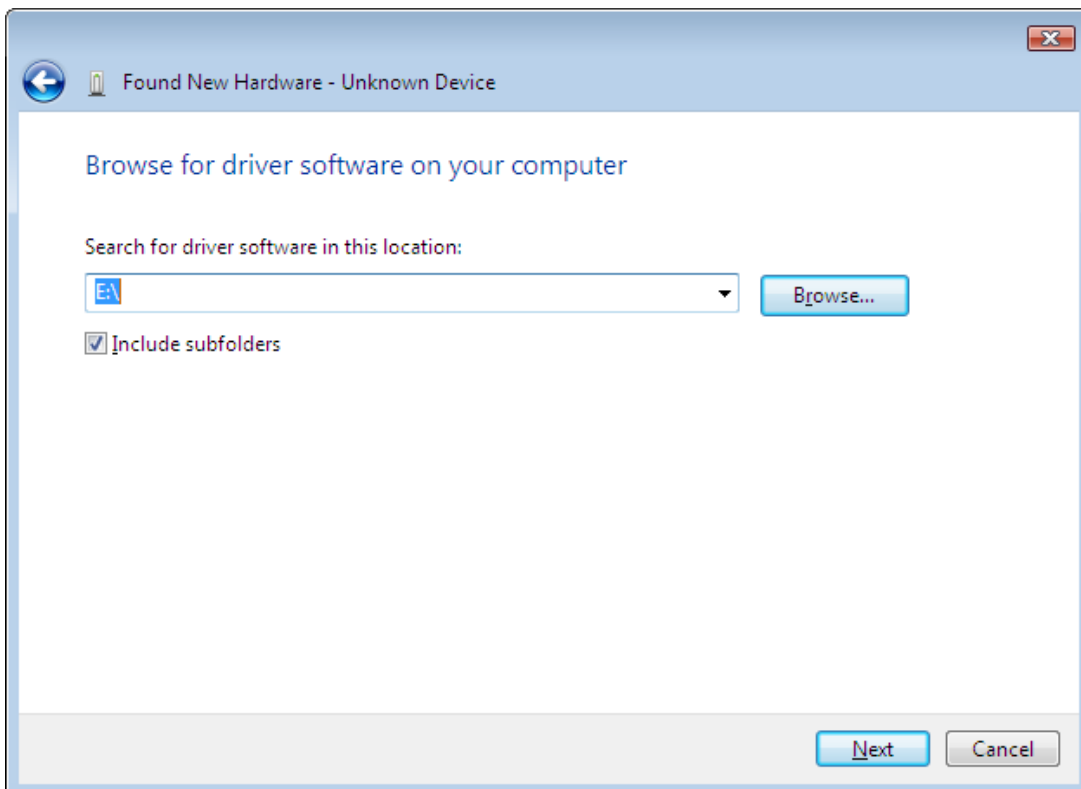 Found New Hardware - Unknown Device
Browse for driver software on your computer
Search for driver software in this location:
E:\
Browse...
Include subfolders
Next
Cancel